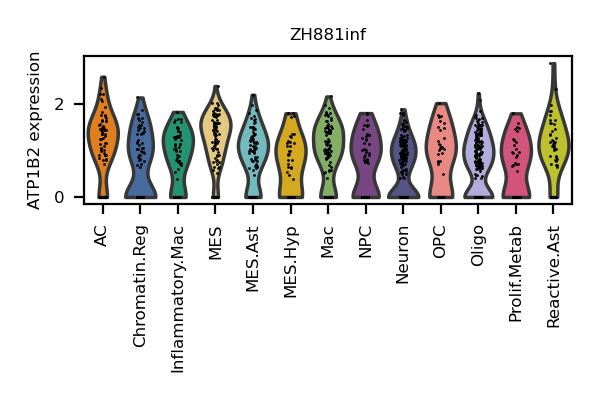 ZH881inf
ATP1B2 expression
2
0
AC
Chromatin.Reg
Inflammatory.Mac
MES
MES.Ast
MES.Hyp
Mac
NPC
Neuron
OPC
Oligo
Prolif.Metab
Reactive.Ast